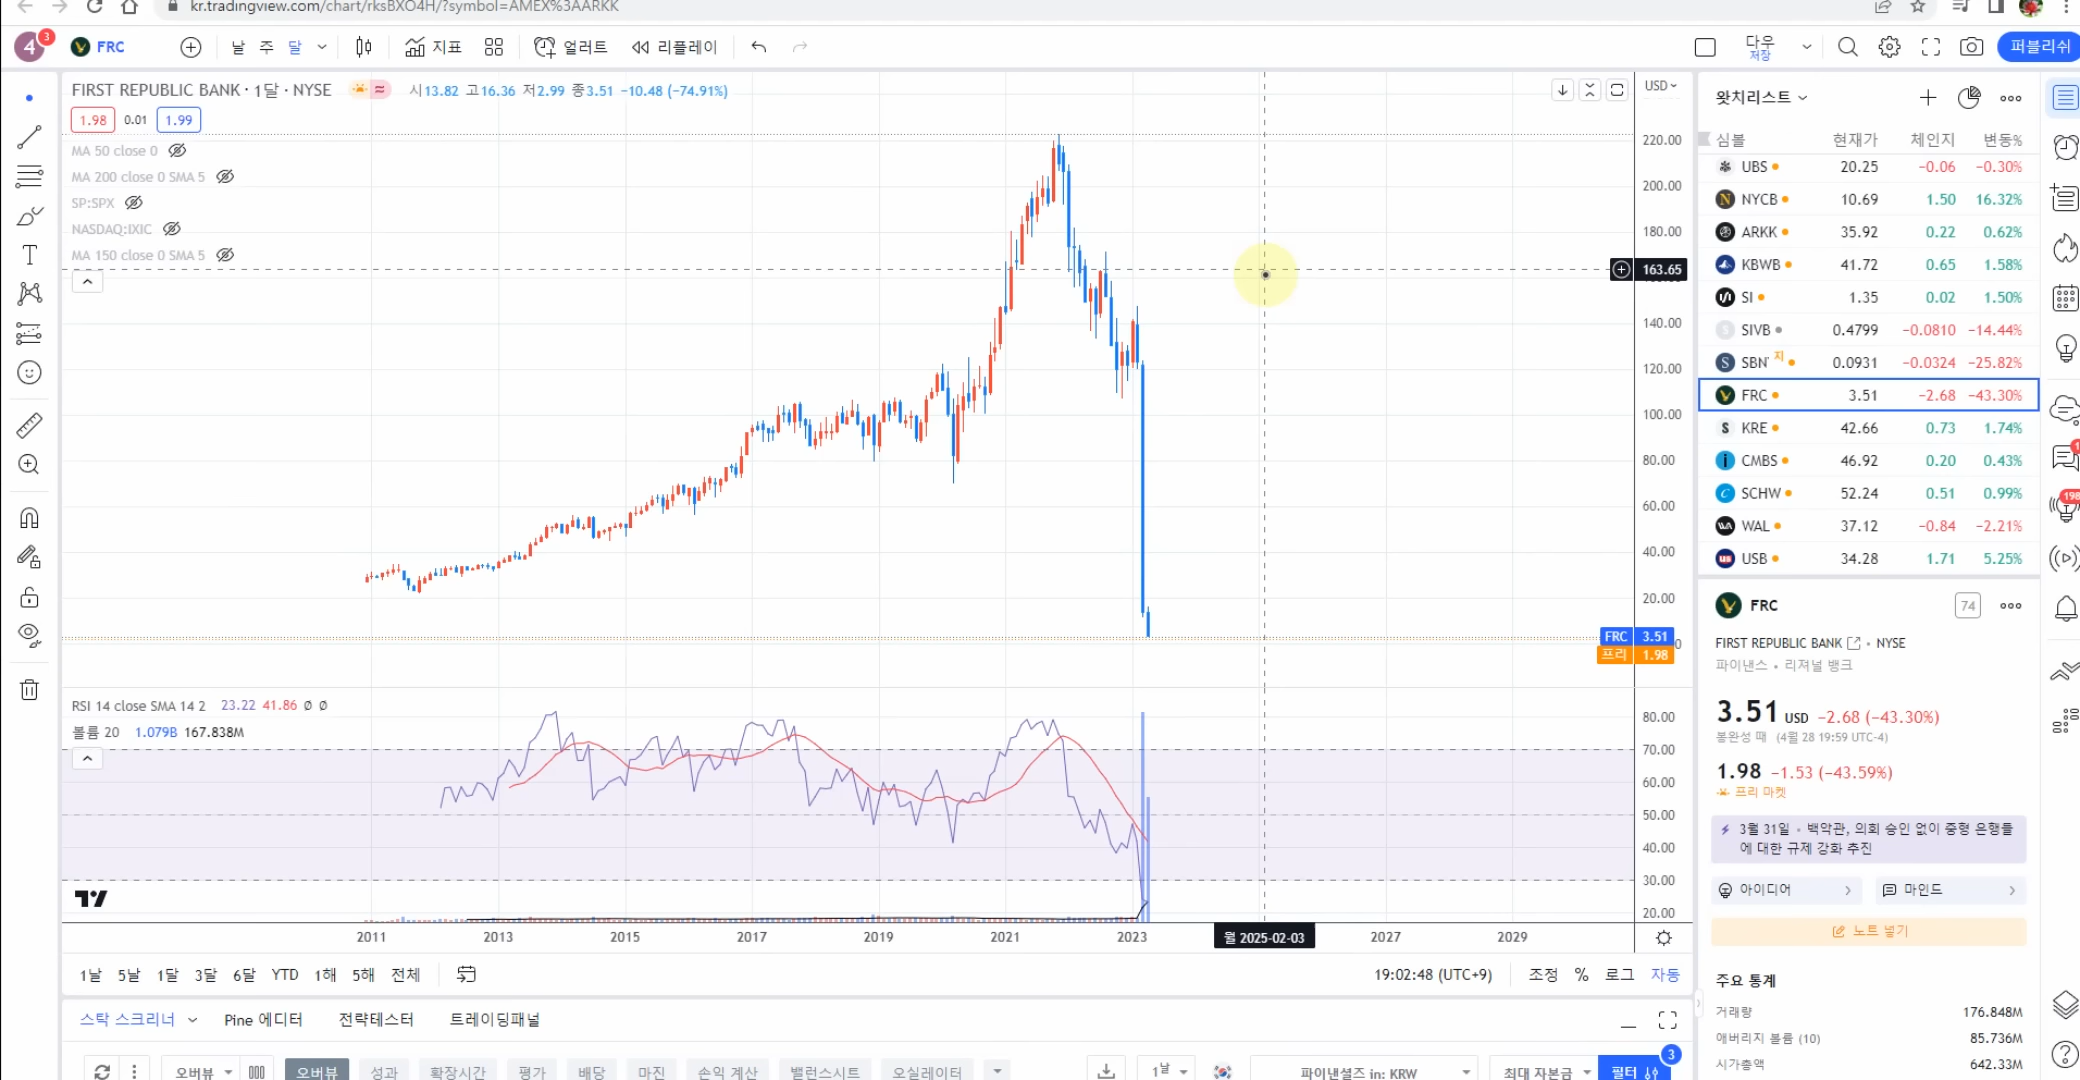 kr.tradingview.com/chart/rksBXO4H/?symbol=AMEX%3AARKK
4 3 FRC 날 주 달 지표 얼러트 리플레이 다우 저장 퍼블리쉬
FIRST REPUBLIC BANK · 1달 · NYSE 시13.82 고16.36 저2.99 종3.51 −10.48 (−74.91%)
1.98 0.01 1.99
MA 50 close 0
MA 200 close 0 SMA 5
SP:SPX
NASDAQ:IXIC
MA 150 close 0 SMA 5
USD
220.00
200.00
180.00
163.65
140.00
120.00
100.00
80.00
60.00
40.00
20.00
FRC 3.51
프리 1.98
RSI 14 close SMA 14 2 23.22 41.86 Ø Ø
볼륨 20 1.079B 167.838M
80.00
70.00
60.00
50.00
40.00
30.00
20.00
2011 2013 2015 2017 2019 2021 2023 월 2025-02-03 2027 2029
1날 5날 1달 3달 6달 YTD 1해 5해 전체 19:02:48 (UTC+9) 조정 % 로그 자동
스탁 스크리너 Pine 에디터 전략테스터 트레이딩패널
오버뷰 오버뷰 성과 확장시간 평가 배당 마진 손익 계산 밸런스시트 오실레이터 1날 파이낸셜즈 in: KRW 최대 자본금 필터 3
왓치리스트
심볼 현재가 체인지 변동%
UBS 20.25 −0.06 −0.30%
NYCB 10.69 1.50 16.32%
ARKK 35.92 0.22 0.62%
KBWB 41.72 0.65 1.58%
SI 1.35 0.02 1.50%
SIVB 0.4799 −0.0810 −14.44%
SBN 지 0.0931 −0.0324 −25.82%
FRC 3.51 −2.68 −43.30%
KRE 42.66 0.73 1.74%
CMBS 46.92 0.20 0.43%
SCHW 52.24 0.51 0.99%
WAL 37.12 −0.84 −2.21%
USB 34.28 1.71 5.25%
FRC 74
FIRST REPUBLIC BANK • NYSE
파이낸스 • 리져널 뱅크
3.51 USD −2.68 (−43.30%)
봉완성 때 (4월 28 19:59 UTC-4)
1.98 −1.53 (−43.59%)
프리 마켓
3월 31일 • 백악관, 의회 승인 없이 중형 은행들
에 대한 규제 강화 추진
아이디어 마인드
노트 넣기
주요 통계
거래량 176.848M
애버리지 볼륨 (10) 85.736M
시가총액 642.33M
198